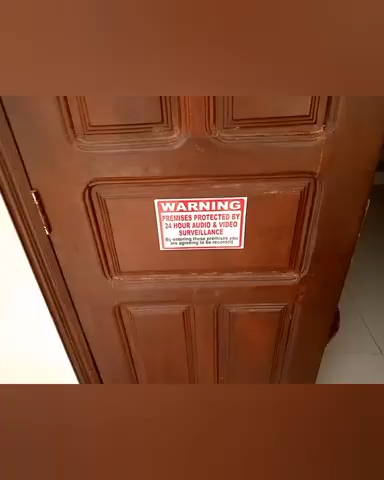 WARNING
PREMISES PROTECTED BY
24 HOUR AUDIO & VIDEO
SURVEILLANCE
By entering these premises you
are agreeing to be recorded